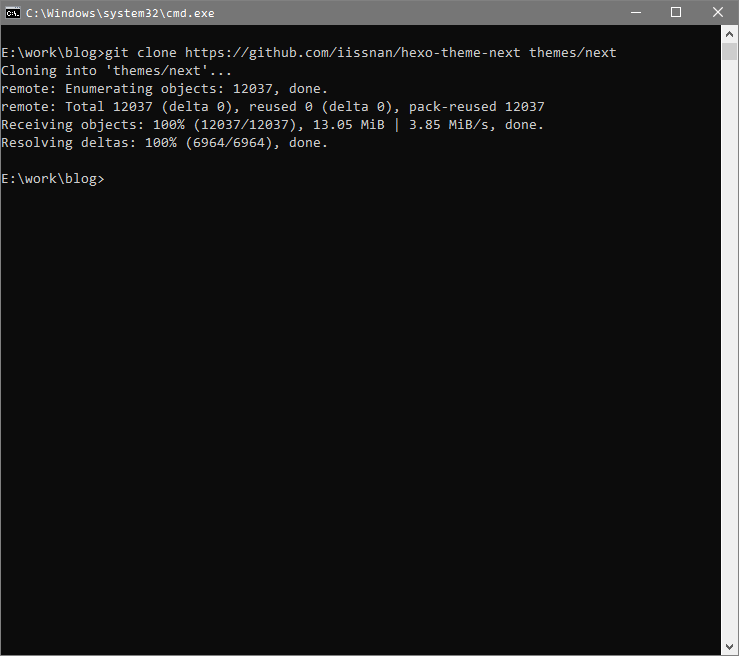 C:\Windows\system32\cmd.exe
E:\work\blog>git clone https://github.com/iissnan/hexo-theme-next themes/next
Cloning into 'themes/next'...
remote: Enumerating objects: 12037, done.
remote: Total 12037 (delta 0), reused 0 (delta 0), pack-reused 12037
Receiving objects: 100% (12037/12037), 13.05 MiB | 3.85 MiB/s, done.
Resolving deltas: 100% (6964/6964), done.
E:\work\blog>